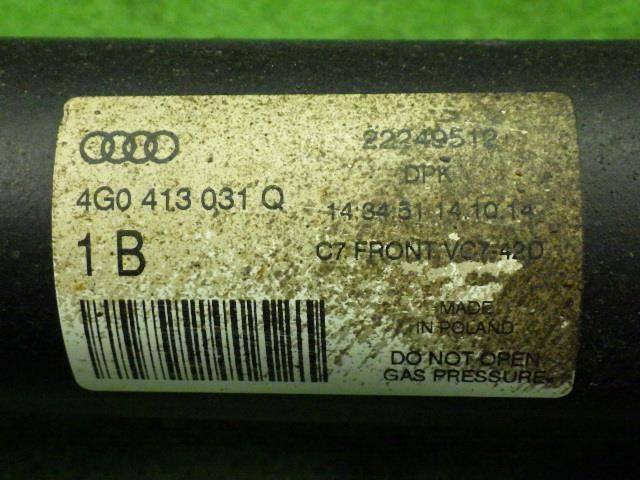 4G0 413 031 Q
1 B
22249512
DPK
14 34 51 14.10.14
C7 FRONT VC7 42D
MADE
IN POLAND
DO NOT OPEN
GAS PRESSURE